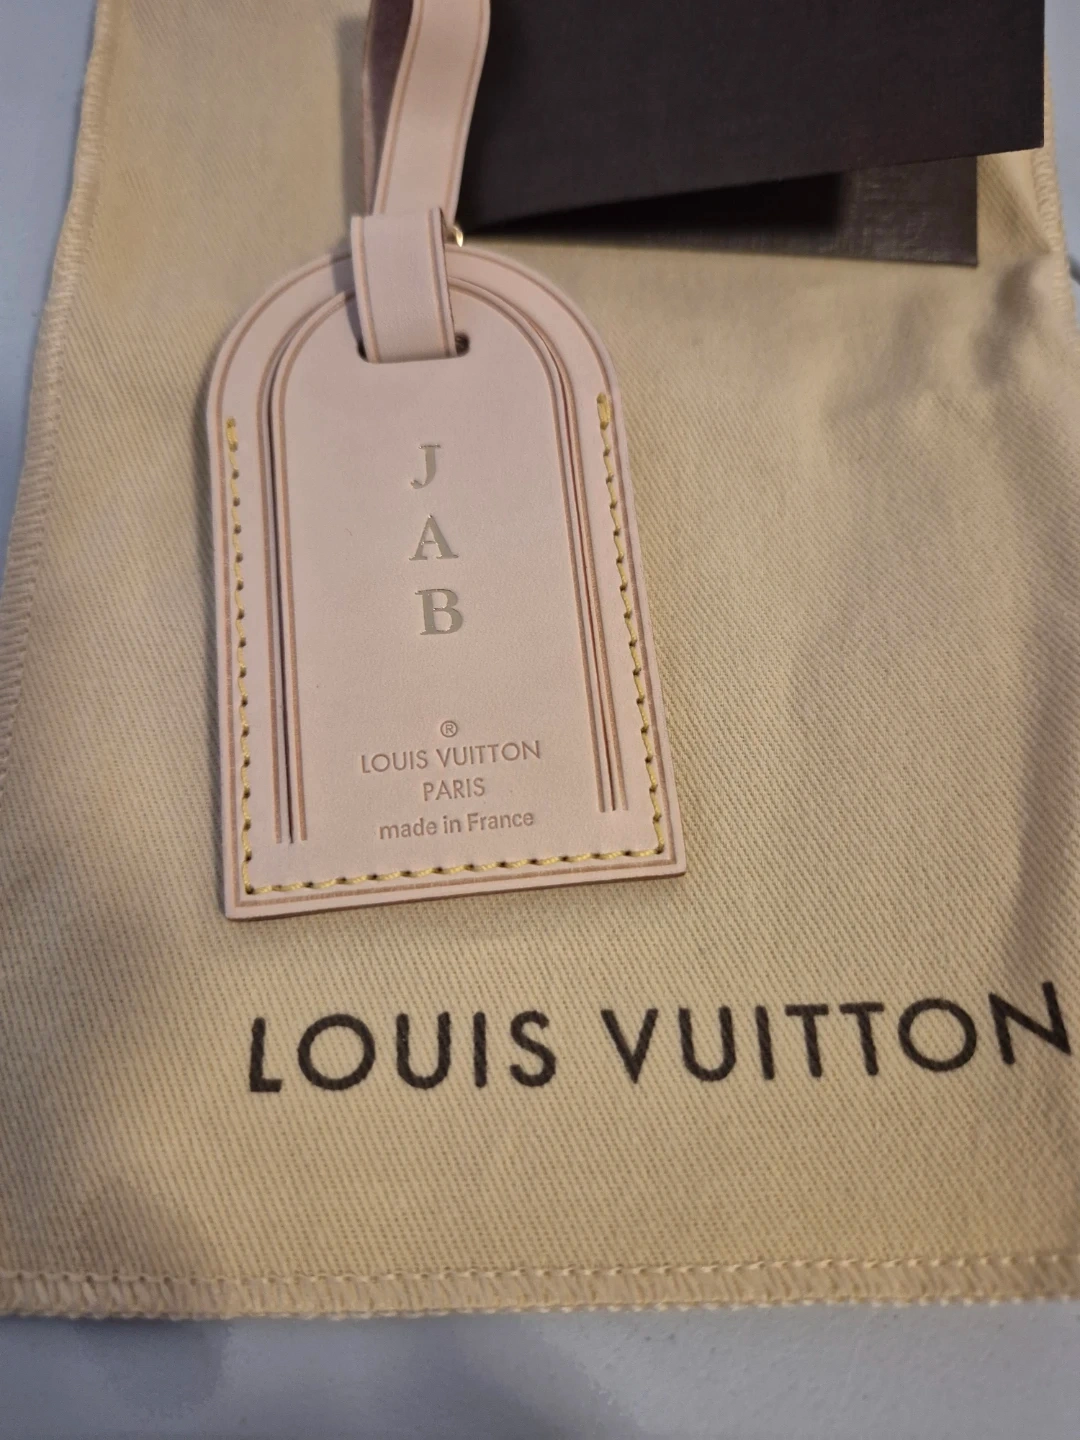 J
A
B
®
LOUIS VUITTON
PARIS
made in France
LOUIS VUITTON